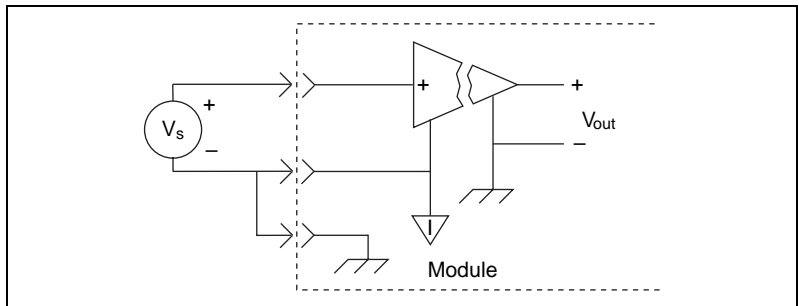 +
+
+
Vs
Vout
–
–
I
Module